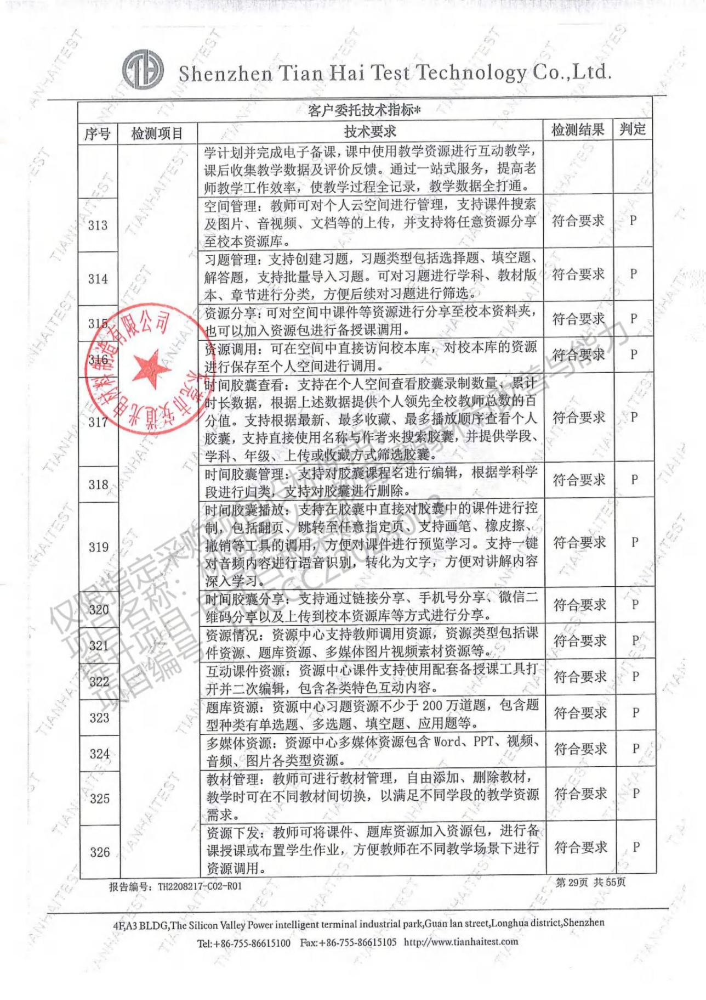 Shenzhen Tian Hai Test Technology Co.,Ltd.
客户委托技术指标*
序号 检测项目 技术要求 检测结果 判定
学计划并完成电子备课，课中使用教学资源进行互动教学，
课后收集教学数据及评价反馈。通过一站式服务，提高老
师教学工作效率，使教学过程全记录，教学数据全打通。
空间管理：教师可对个人云空间进行管理，支持课件搜索
313 及图片、音视频、文档等的上传，并支持将任意资源分享 符合要求 P
至校本资源库。
习题管理：支持创建习题，习题类型包括选择题、填空题、
314 解答题，支持批量导入习题。可对习题进行学科、教材版 符合要求 P
本、章节进行分类，方便后续对习题进行筛选。
315 资源分享：可对空间中课件等资源进行分享至校本资料夹， 符合要求 P
也可以加入资源包进行备授课调用。
316 资源调用：可在空间中直接访问校本库，对校本库的资源 符合要求 P
进行保存至个人空间进行调用。
时间胶囊查看：支持在个人空间查看胶囊录制数量，累计
时长数据，根据上述数据提供个人领先全校教师总数的百
317 分值。支持根据最新、最多收藏、最多播放顺序查看个人 符合要求 P
胶囊，支持直接使用名称与作者来搜索胶囊，并提供学段、
学科、年级、上传或收藏方式筛选胶囊。
318 时间胶囊管理：支持对胶囊课程名进行编辑，根据学科学 符合要求 P
段进行归类，支持对胶囊进行删除。
时间胶囊播放：支持在胶囊中直接对胶囊中的课件进行控
制，包括翻页、跳转至任意指定页、支持画笔、橡皮擦、
319 撤销等工具的调用，方便对课件进行预览学习。支持一键 符合要求 P
对音频内容进行语音识别，转化为文字，方便对讲解内容
深入学习。
320 时间胶囊分享：支持通过链接分享、手机号分享、微信二 符合要求 P
维码分享以及上传到校本资源库等方式进行分享。
321 资源情况：资源中心支持教师调用资源，资源类型包括课 符合要求 P
件资源、题库资源、多媒体图片视频素材资源等。
322 互动课件资源：资源中心课件支持使用配套备授课工具打 符合要求 P
开并二次编辑，包含各类特色互动内容。
323 题库资源：资源中心习题资源不少于 200 万道题，包含题 符合要求 P
型种类有单选题、多选题、填空题、应用题等。
324 多媒体资源：资源中心多媒体资源包含 Word、PPT、视频、 符合要求 P
音频、图片各类型资源。
教材管理：教师可进行教材管理，自由添加、删除教材，
325 教学时可在不同教材间切换，以满足不同学段的教学资源 符合要求 P
需求。
资源下发：教师可将课件、题库资源加入资源包，进行备
326 课授课或布置学生作业，方便教师在不同教学场景下进行 符合要求 P
资源调用。
报告编号：TH2208217-C02-R01 第 29页 共 55页
4F,A3 BLDG,The Silicon Valley Power intelligent terminal industrial park,Guan lan street,Longhua district,Shenzhen
Tel:+86-755-86615100 Fax:+86-755-86615105 http://www.tianhaitest.com